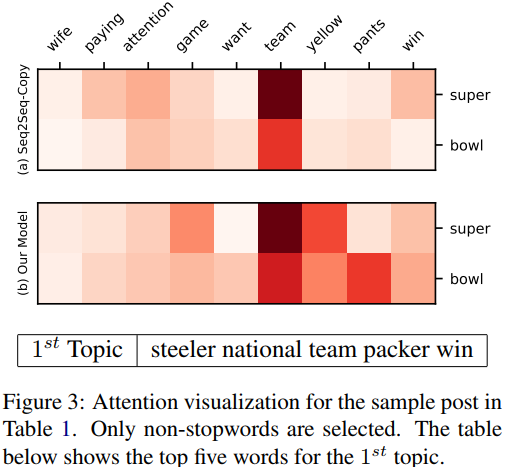 wife paying attention game want team yellow pants win
(a) Seq2Seq-Copy
super
bowl
(b) Our Model
super
bowl
1st Topic steeler national team packer win
Figure 3: Attention visualization for the sample post in
Table 1. Only non-stopwords are selected. The table
below shows the top five words for the 1st topic.